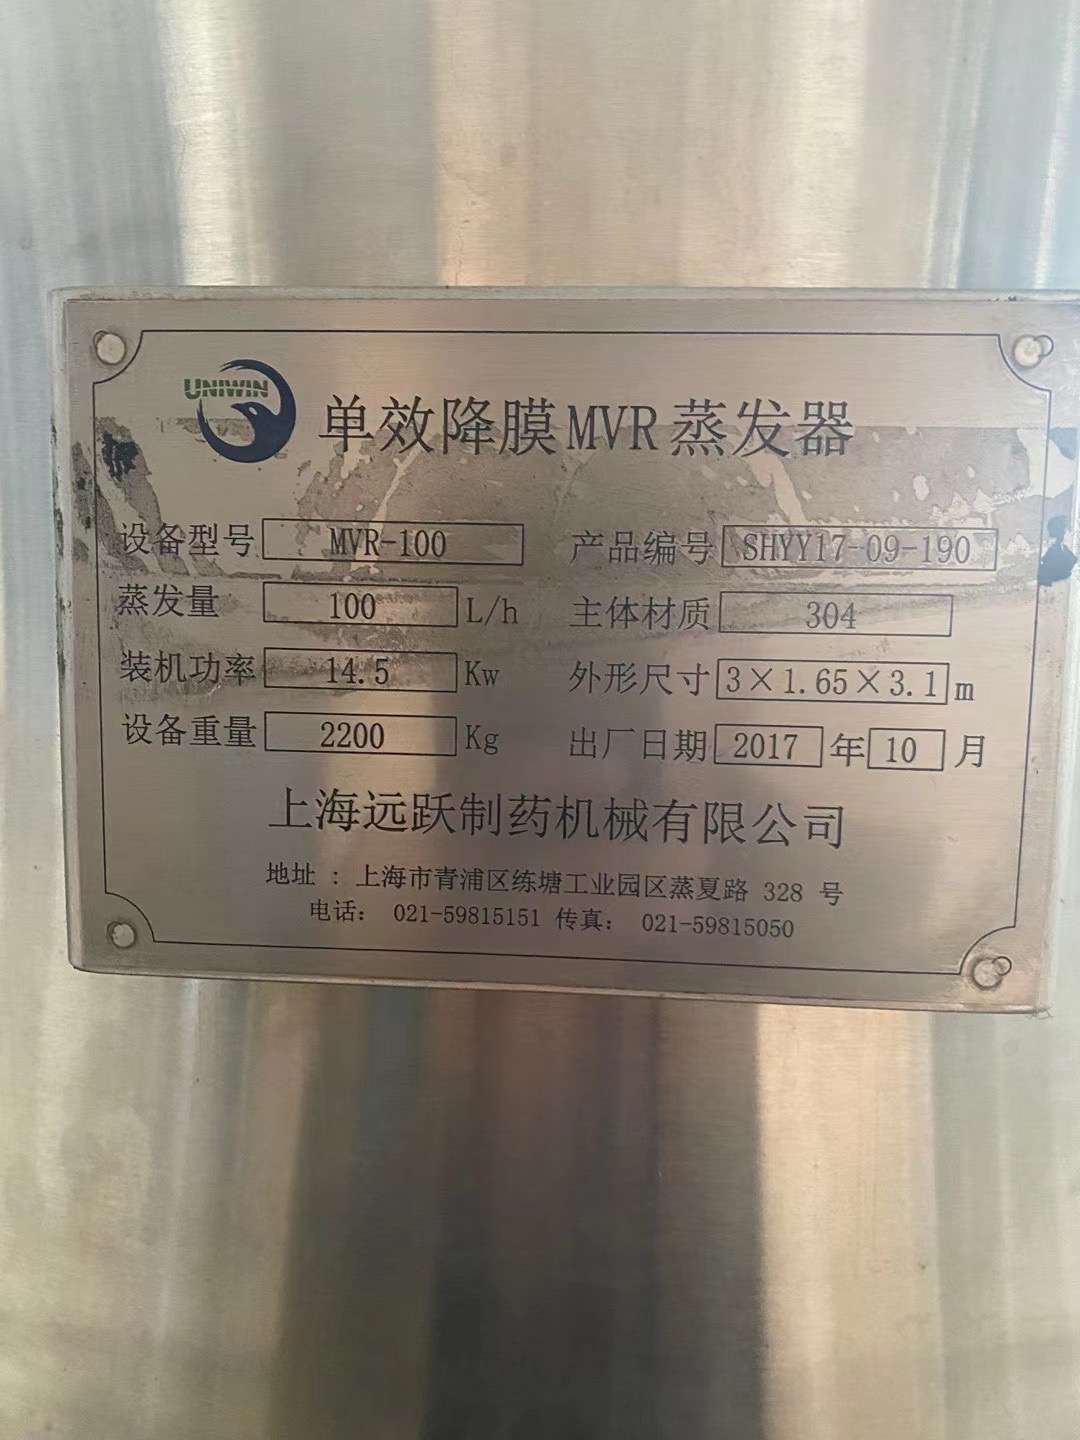 UNIWIN
单效降膜MVR蒸发器
设备型号 MVR-100 产品编号 SHYY17-09-190
蒸发量 100 L/h 主体材质 304
装机功率 14.5 Kw 外形尺寸 3×1.65×3.1 m
设备重量 2200 Kg 出厂日期 2017 年 10 月
上海远跃制药机械有限公司
地址：上海市青浦区练塘工业园区蒸夏路 328 号
电话： 021-59815151 传真： 021-59815050